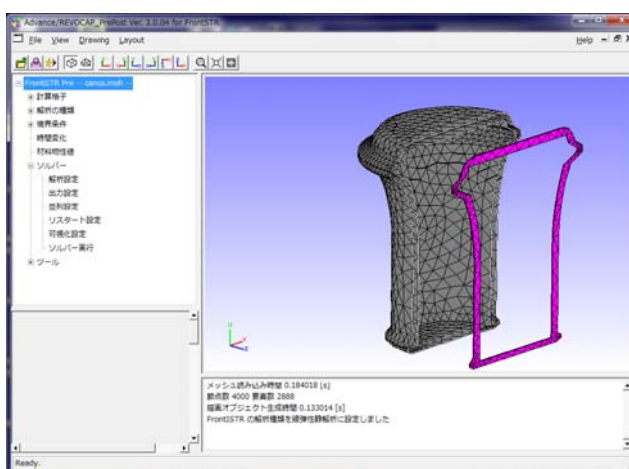 Advance/REVOCAP_PrePost Ver. 3.0.04 for FrontSTR
File View Drawing Layout Help
FrontSTR Pre -- canos.msh --
計算格子
解析の種類
境界条件
時間変化
材料物性値
ソルバー
解析設定
出力設定
並列設定
リスタート設定
可視化設定
ソルバー実行
ツール
メッシュ読み込み時間 0.184018 [s]
節点数 4000 要素数 2888
描画オブジェクト生成時間 0.133014 [s]
FrontISTR の解析種類を線弾性静解析に設定しました
Ready.